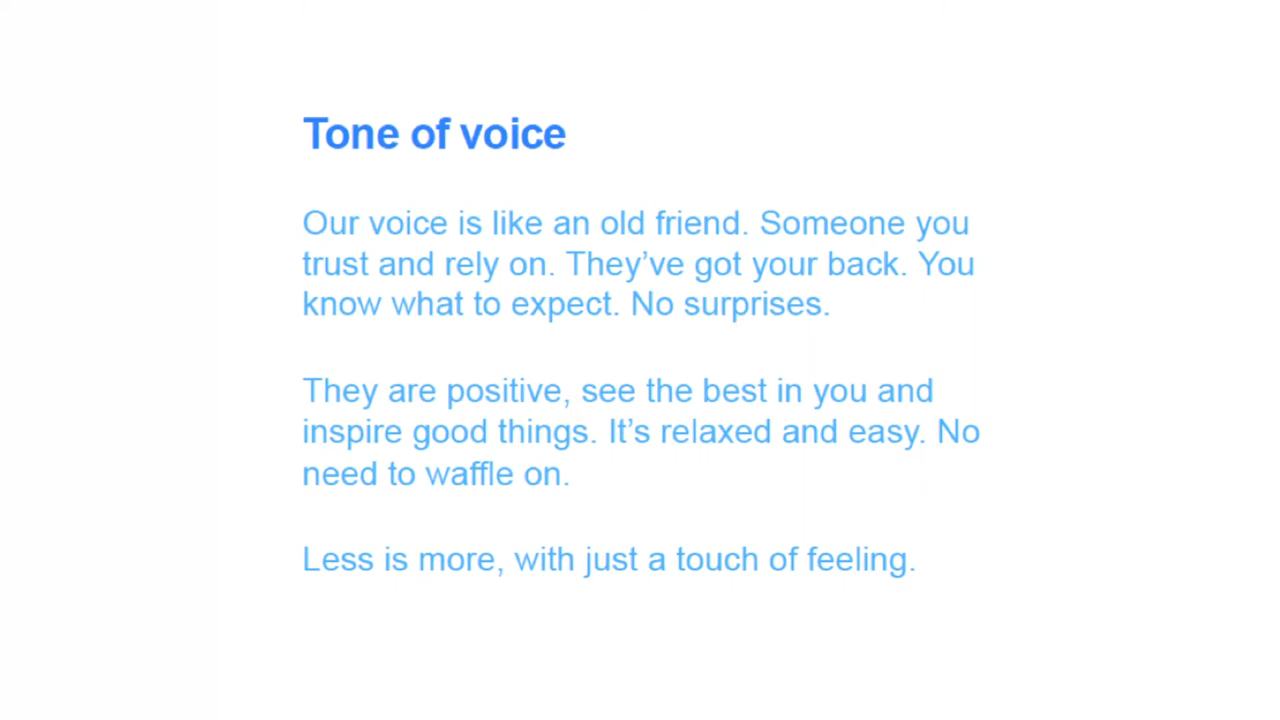 Tone of voice
Our voice is like an old friend. Someone you
trust and rely on. They’ve got your back. You
know what to expect. No surprises.
They are positive, see the best in you and
inspire good things. It’s relaxed and easy. No
need to waffle on.
Less is more, with just a touch of feeling.